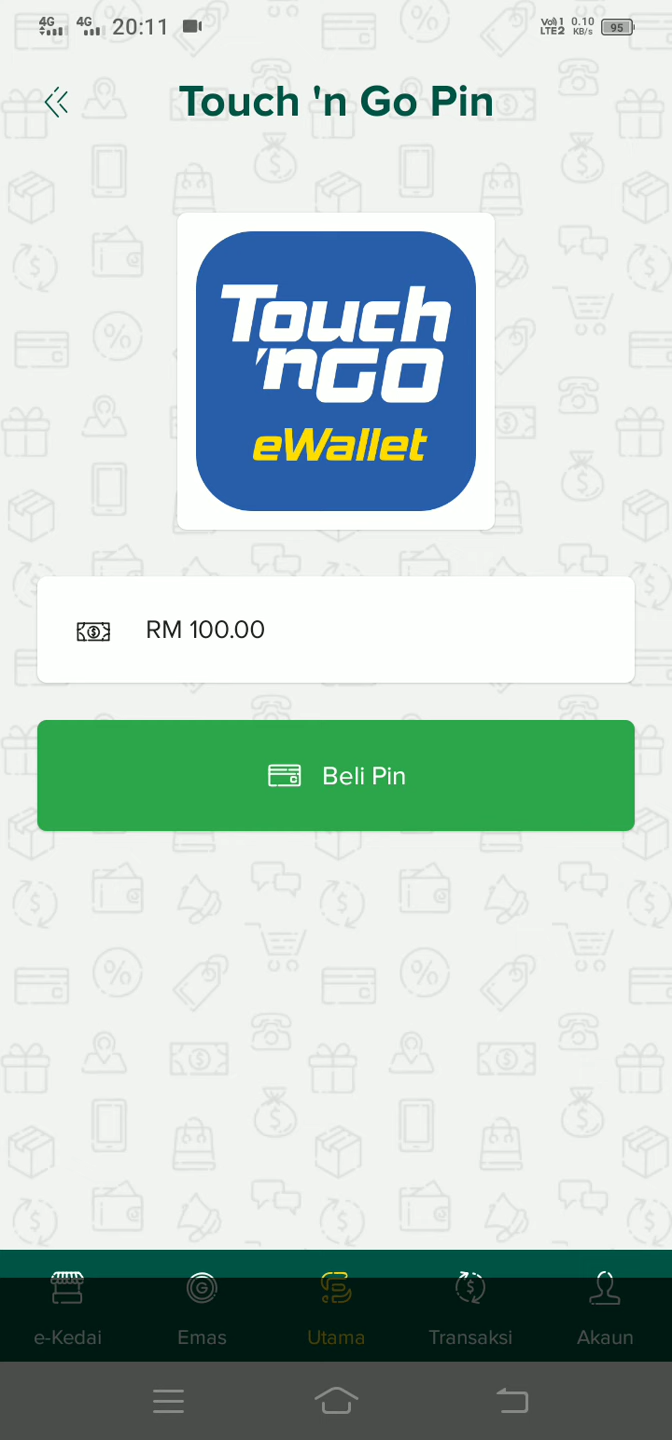 4G 4G 20:11 Vo) 1 LTE2 0.10 KB/s 95
Touch 'n Go Pin
Touch
'nGO
eWallet
RM 100.00
Beli Pin
e-Kedai Emas Utama Transaksi Akaun